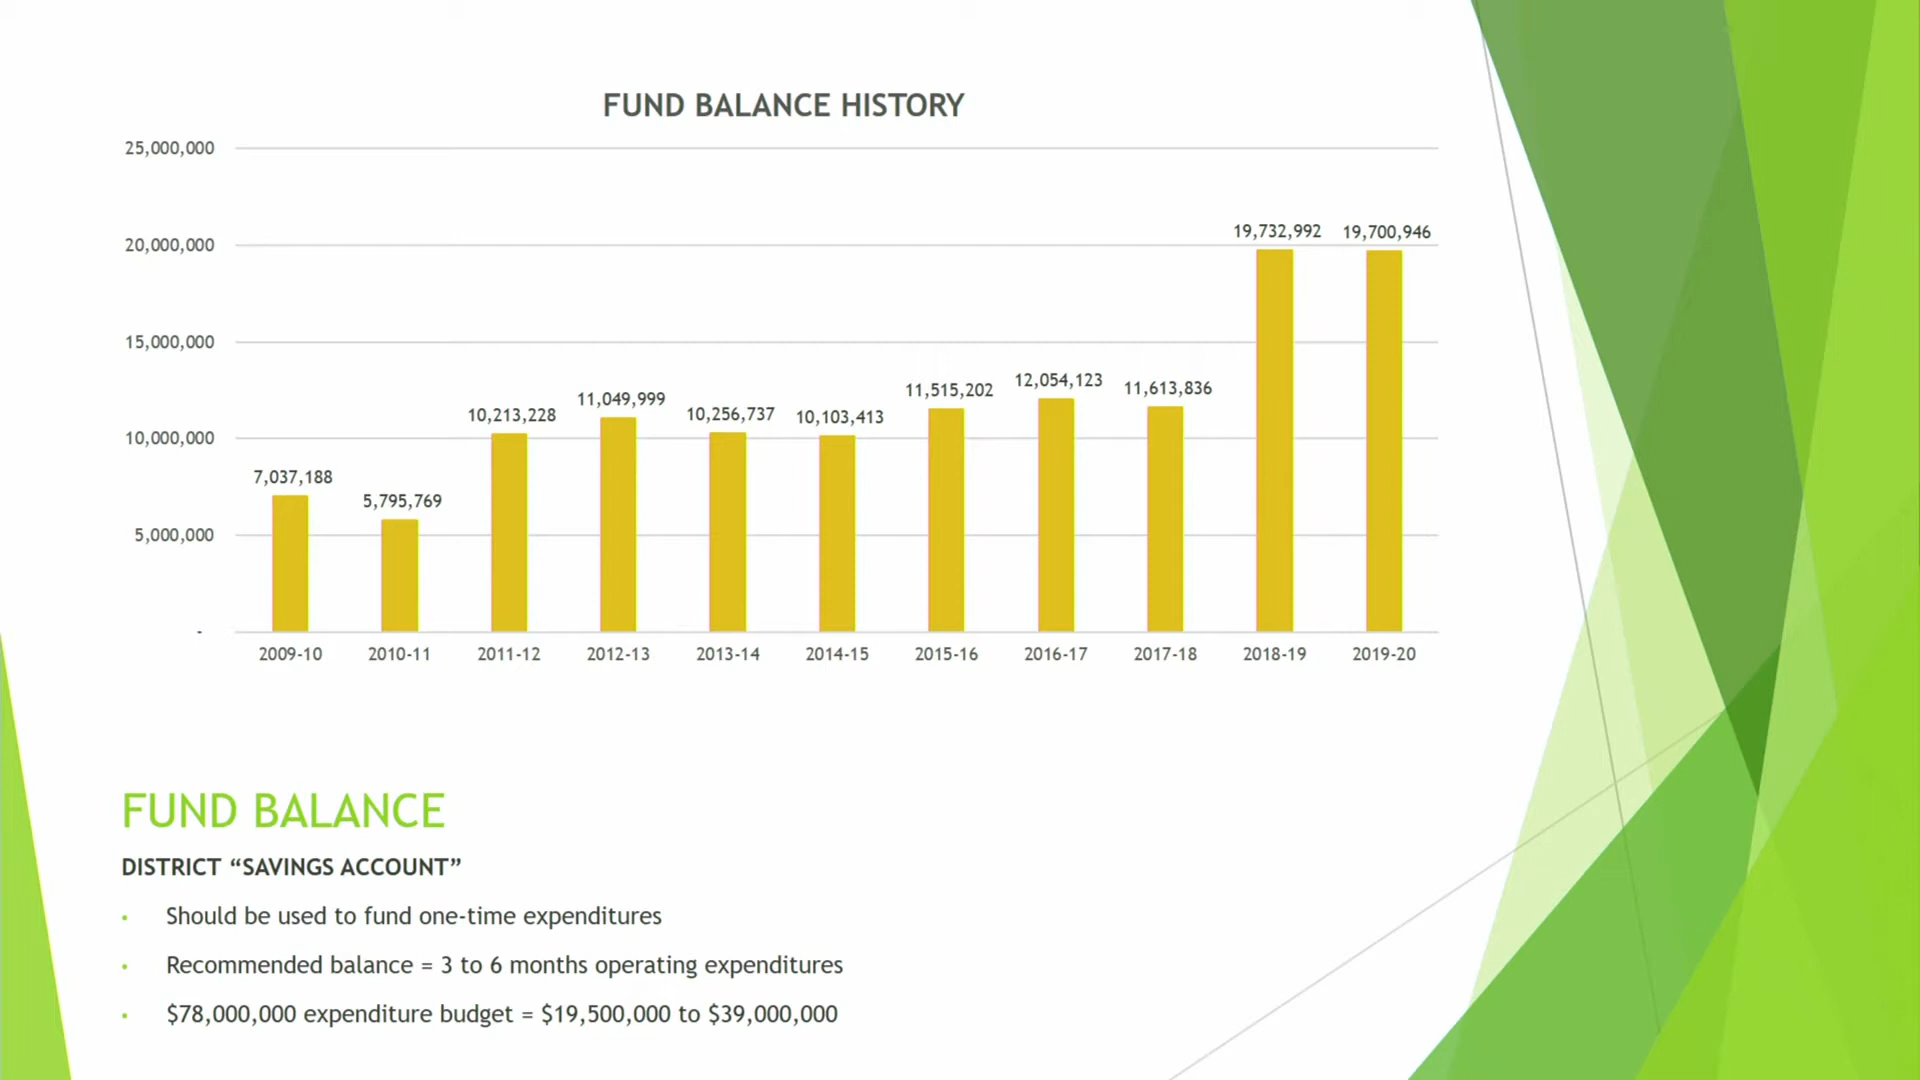 FUND BALANCE HISTORY
25,000,000
20,000,000
15,000,000
10,000,000
5,000,000
-
7,037,188
5,795,769
10,213,228
11,049,999
10,256,737
10,103,413
11,515,202
12,054,123
11,613,836
19,732,992
19,700,946
2009-10 2010-11 2011-12 2012-13 2013-14 2014-15 2015-16 2016-17 2017-18 2018-19 2019-20
FUND BALANCE
DISTRICT “SAVINGS ACCOUNT”
• Should be used to fund one-time expenditures
• Recommended balance = 3 to 6 months operating expenditures
• $78,000,000 expenditure budget = $19,500,000 to $39,000,000